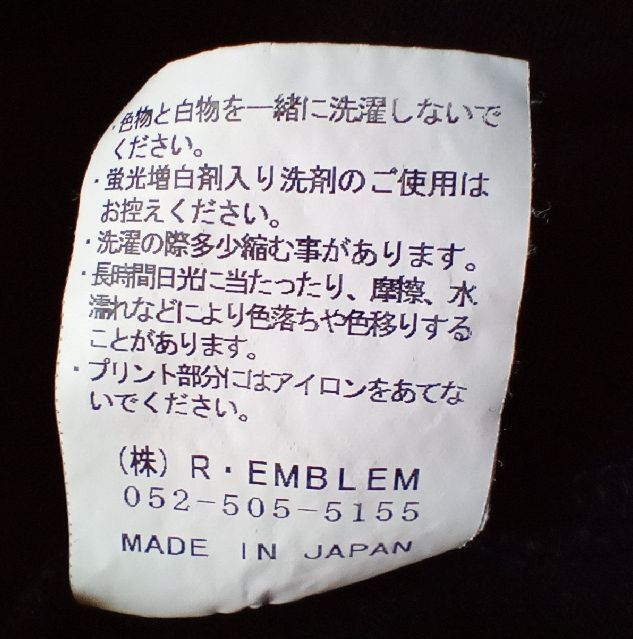 ・色物と白物を一緒に洗濯しないで
ください。
・蛍光増白剤入り洗剤のご使用は
お控えください。
・洗濯の際多少縮む事があります。
・長時間日光に当たったり、摩擦、水
濡れなどにより色落ちや色移りする
ことがあります。
・プリント部分にはアイロンをあてな
いでください。
（株）R・EMBLEM
052-505-5155
MADE IN JAPAN